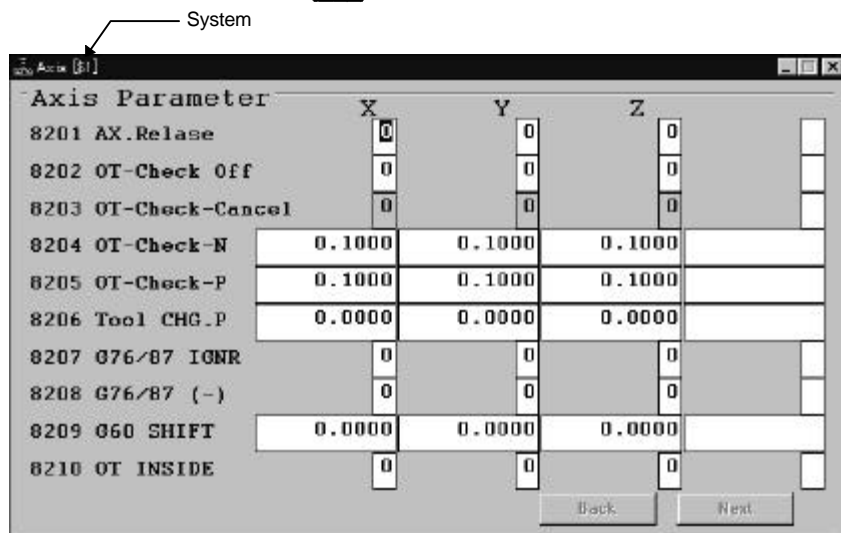 System
Axis [$1]
Axis Parameter X Y Z
8201 AX.Relase 0 0 0
8202 OT-Check Off 0 0 0
8203 OT-Check-Cancel 0 0 0
8204 OT-Check-N 0.1000 0.1000 0.1000
8205 OT-Check-P 0.1000 0.1000 0.1000
8206 Tool CHG.P 0.0000 0.0000 0.0000
8207 G76/87 IGNR 0 0 0
8208 G76/87 (-) 0 0 0
8209 G60 SHIFT 0.0000 0.0000 0.0000
8210 OT INSIDE 0 0 0
Back Next